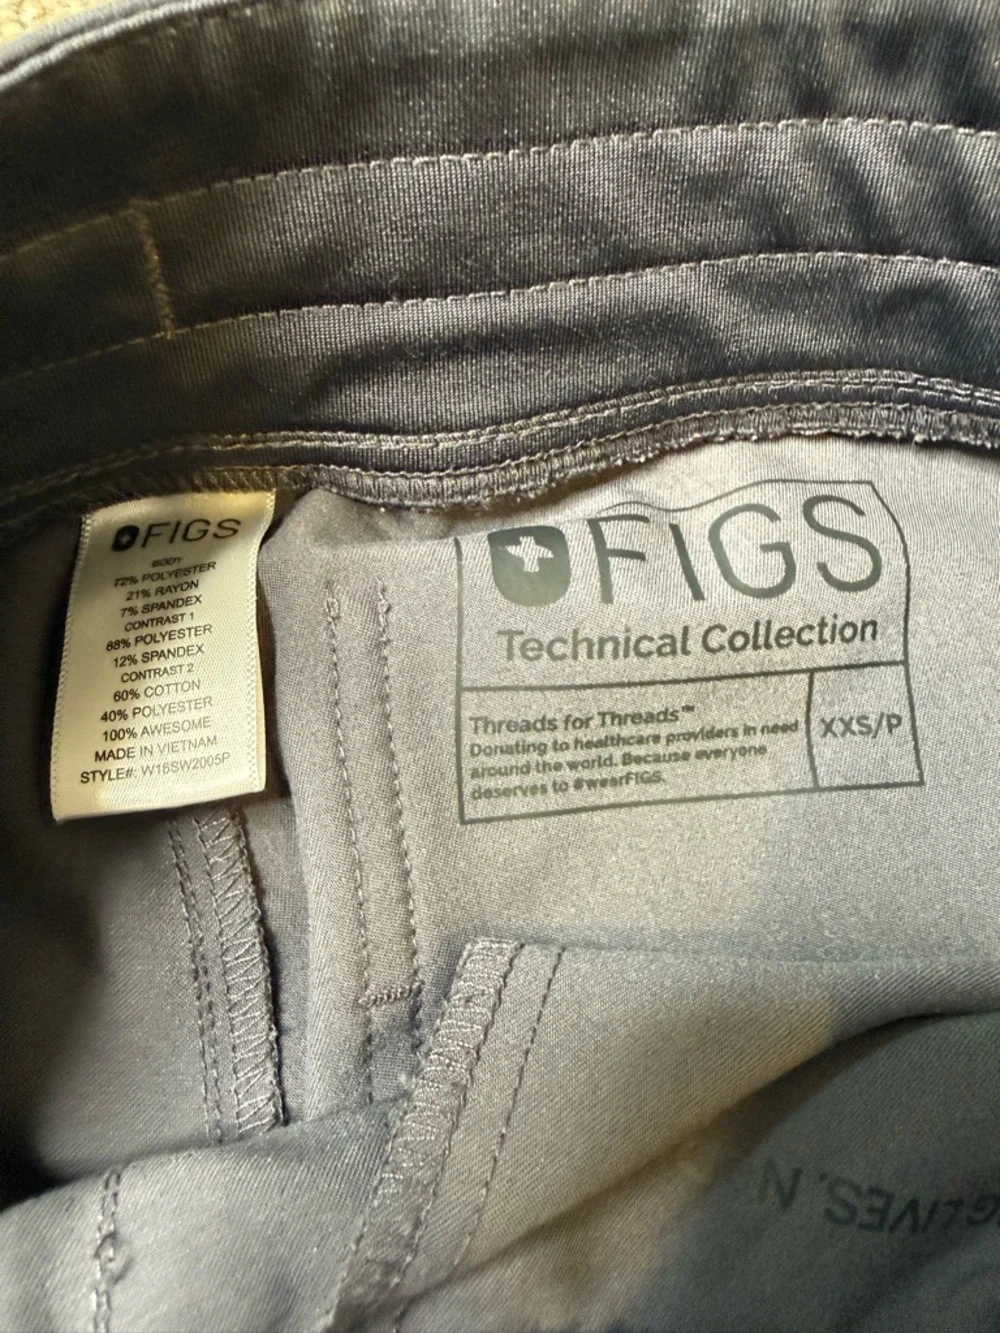 FIGS
BODY
72% POLYESTER
21% RAYON
7% SPANDEX
CONTRAST 1
88% POLYESTER
12% SPANDEX
CONTRAST 2
60% COTTON
40% POLYESTER
100% AWESOME
MADE IN VIETNAM
STYLE#: W16SW2005P
FIGS
Technical Collection
Threads for Threads™
Donating to healthcare providers in need
around the world. Because everyone
deserves to #wearFIGS.
XXS/P
LIVES. N